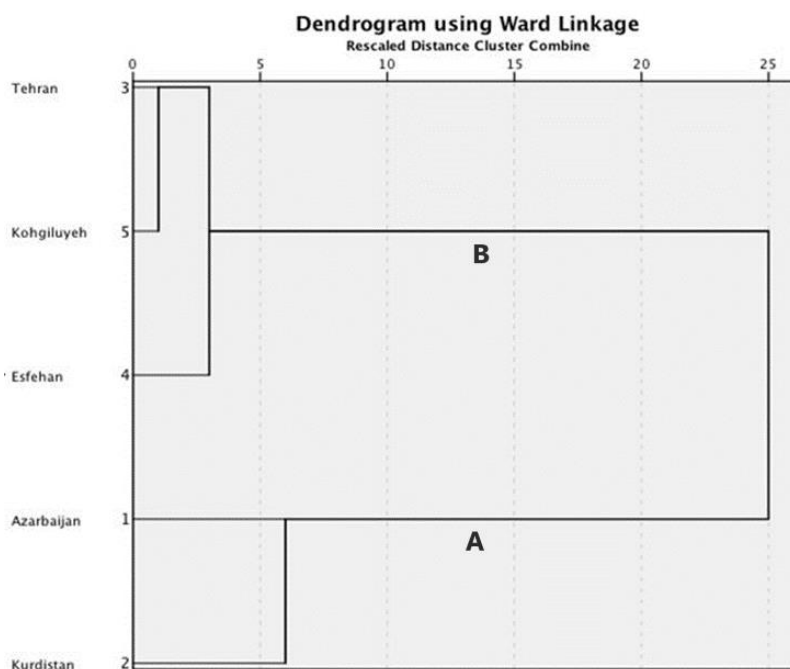 Dendrogram using Ward Linkage
Rescaled Distance Cluster Combine
0 5 10 15 20 25
Tehran 3
Kohgiluyeh 5
B
Esfehan 4
Azarbaijan 1
A
Kurdistan 2